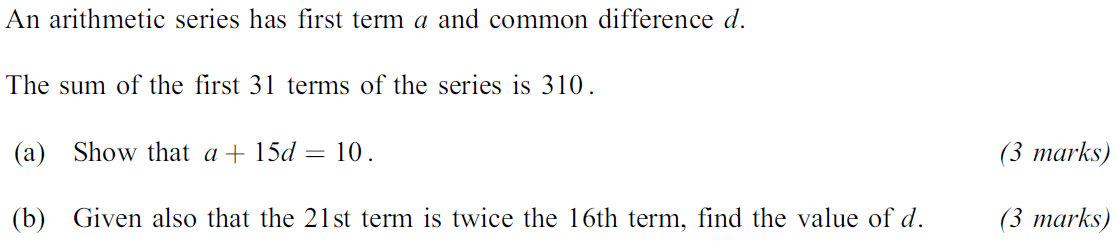 An arithmetic series has first term a and common difference d.
The sum of the first 31 terms of the series is 310.
(a) Show that a + 15d = 10. (3 marks)
(b) Given also that the 21st term is twice the 16th term, find the value of d. (3 marks)